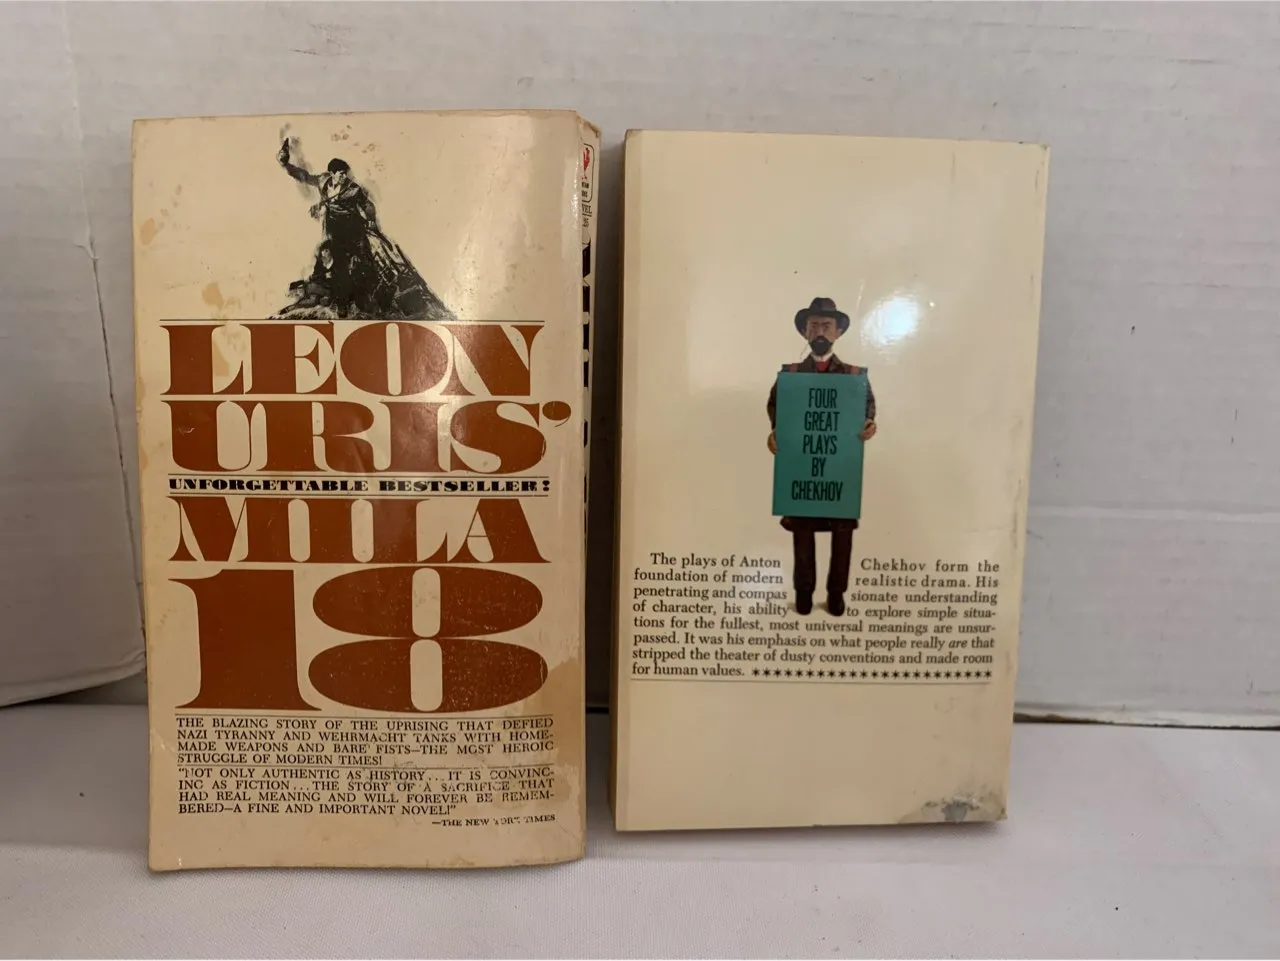 LEON
URIS'
UNFORGETTABLE BESTSELLER!
MILA
18
THE BLAZING STORY OF THE UPRISING THAT DEFIED
NAZI TYRANNY AND WEHRMACHT TANKS WITH HOME-
MADE WEAPONS AND BARE FISTS—THE MOST HEROIC
STRUGGLE OF MODERN TIMES!
"NOT ONLY AUTHENTIC AS HISTORY...IT IS CONVINC-
ING AS FICTION...THE STORY OF A SACRIFICE THAT
HAD REAL MEANING AND WILL FOREVER BE REMEM-
BERED—A FINE AND IMPORTANT NOVEL!"
—THE NEW YORK TIMES
FOUR
GREAT
PLAYS
BY
CHEKHOV
The plays of Anton Chekhov form the
foundation of modern realistic drama. His
penetrating and compassionate understanding
of character, his ability to explore simple situa-
tions for the fullest, most universal meanings are unsur-
passed. It was his emphasis on what people really are that
stripped the theater of dusty conventions and made room
for human values. ✶✶✶✶✶✶✶✶✶✶✶✶✶✶✶✶✶✶✶✶✶✶